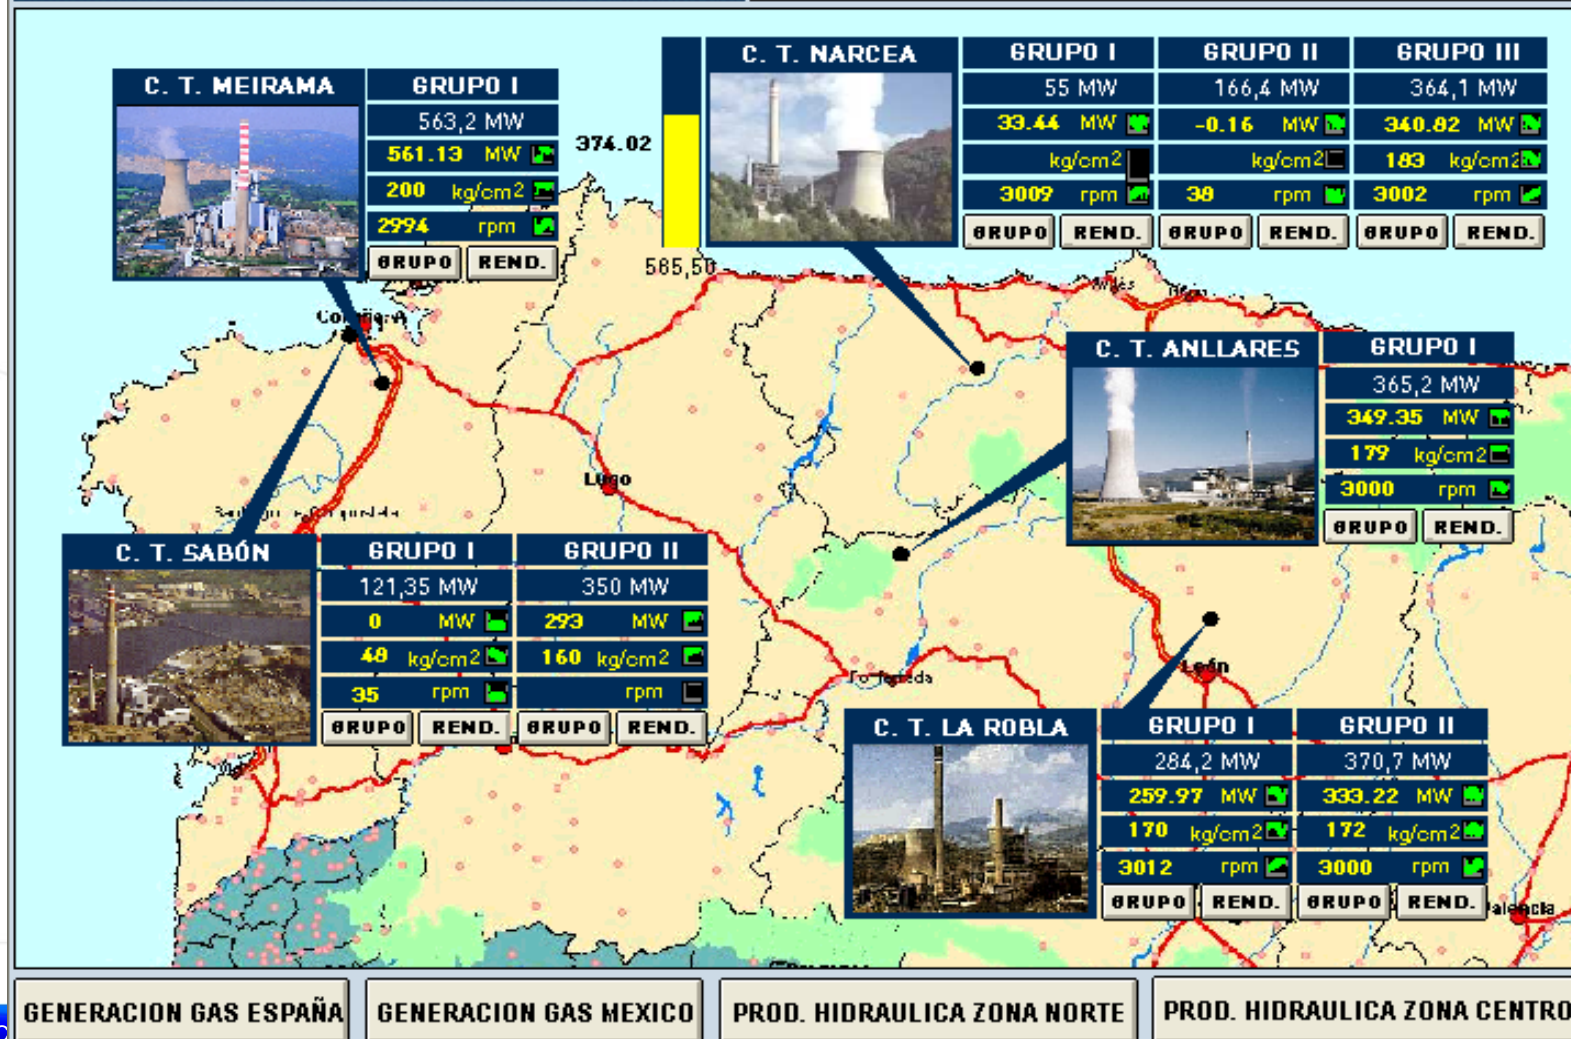 C. T. MEIRAMA
GRUPO I
563,2 MW
561.13 MW
200 kg/cm2
2994 rpm
GRUPO REND.
374.02
585,50
C. T. NARCEA
GRUPO I
55 MW
33.44 MW
kg/cm2
3009 rpm
GRUPO REND.
GRUPO II
166,4 MW
-0.16 MW
kg/cm2
38 rpm
GRUPO REND.
GRUPO III
364,1 MW
340.82 MW
183 kg/cm2
3002 rpm
GRUPO REND.
C. T. ANLLARES
GRUPO I
365,2 MW
349.35 MW
179 kg/cm2
3000 rpm
GRUPO REND.
Lugo
C. T. SABÓN
GRUPO I
121,35 MW
0 MW
48 kg/cm2
35 rpm
GRUPO REND.
GRUPO II
350 MW
293 MW
160 kg/cm2
rpm
GRUPO REND.
León
C. T. LA ROBLA
GRUPO I
284,2 MW
259.97 MW
170 kg/cm2
3012 rpm
GRUPO REND.
GRUPO II
370,7 MW
333.22 MW
172 kg/cm2
3000 rpm
GRUPO REND.
alencia
GENERACION GAS ESPAÑA
GENERACION GAS MEXICO
PROD. HIDRAULICA ZONA NORTE
PROD. HIDRAULICA ZONA CENTRO